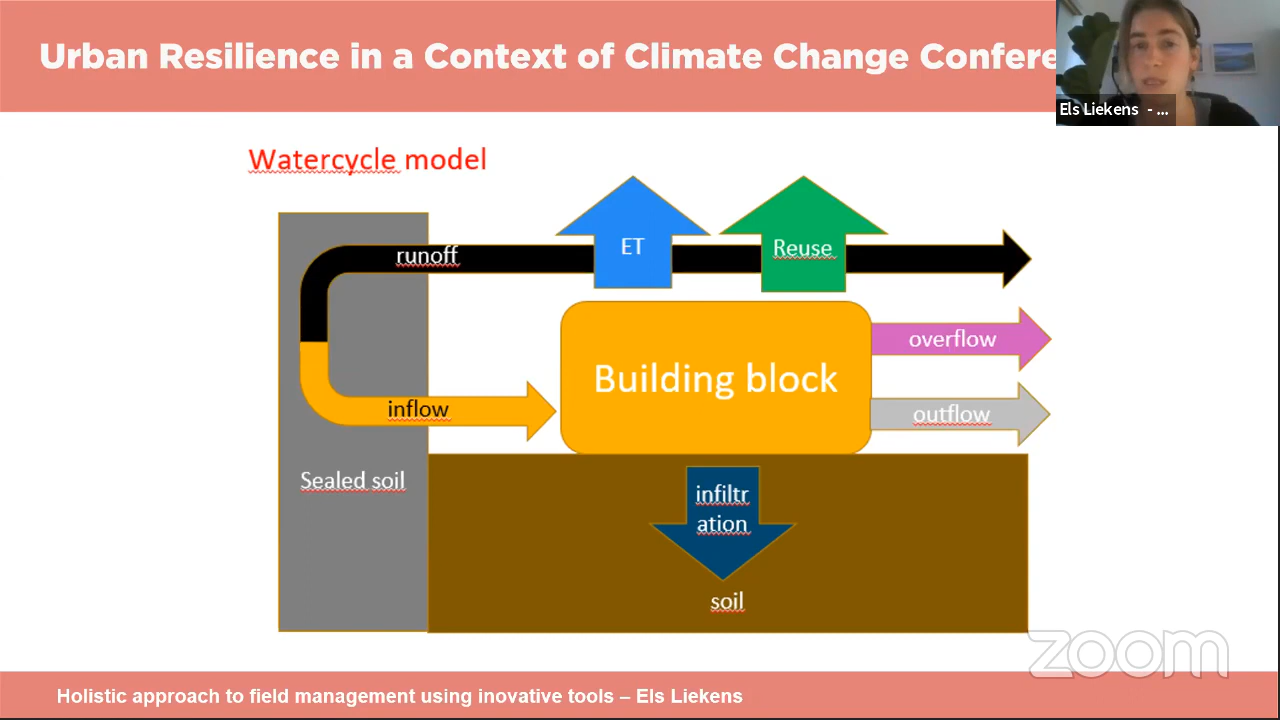 Urban Resilience in a Context of Climate Change Confere
Els Liekens - ...
Watercycle model
ET
Reuse
runoff
overflow
Building block
inflow
outflow
Sealed soil
infiltr
ation
soil
zoom
Holistic approach to field management using inovative tools – Els Liekens